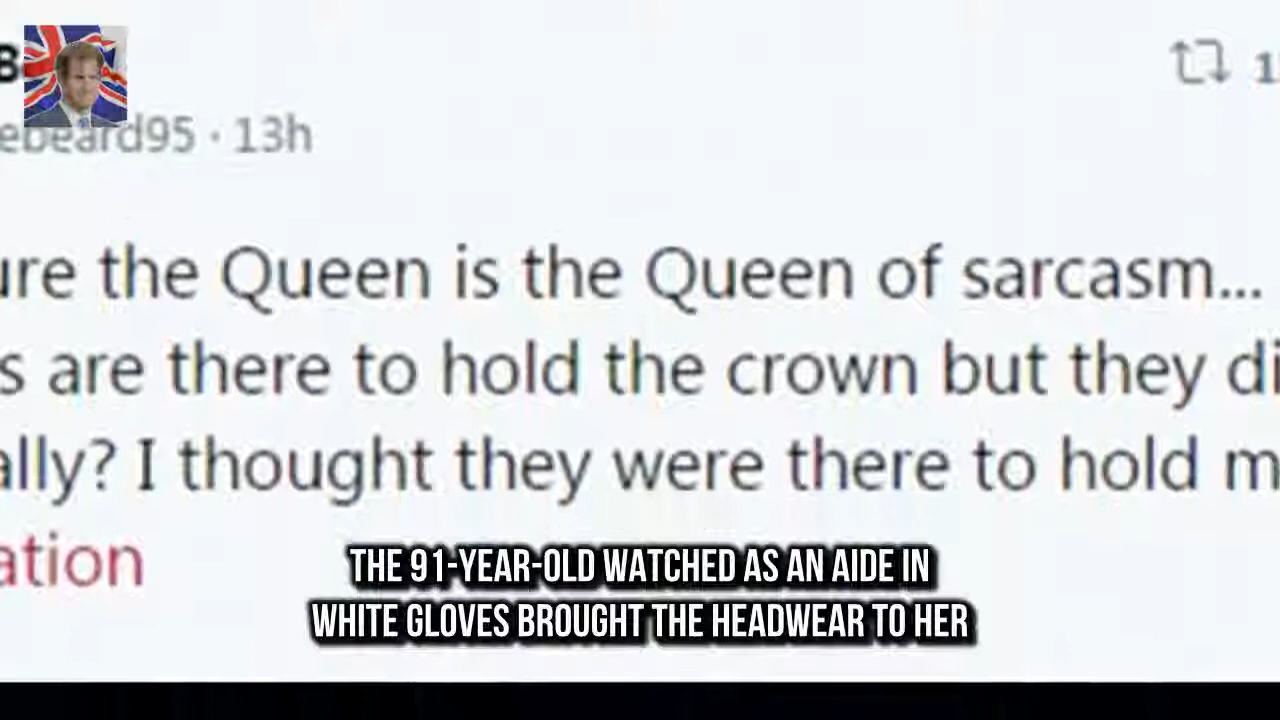 ebeard95 · 13h
ure the Queen is the Queen of sarcasm...
s are there to hold the crown but they di
ally? I thought they were there to hold m
ation
THE 91-YEAR-OLD WATCHED AS AN AIDE IN
WHITE GLOVES BROUGHT THE HEADWEAR TO HER